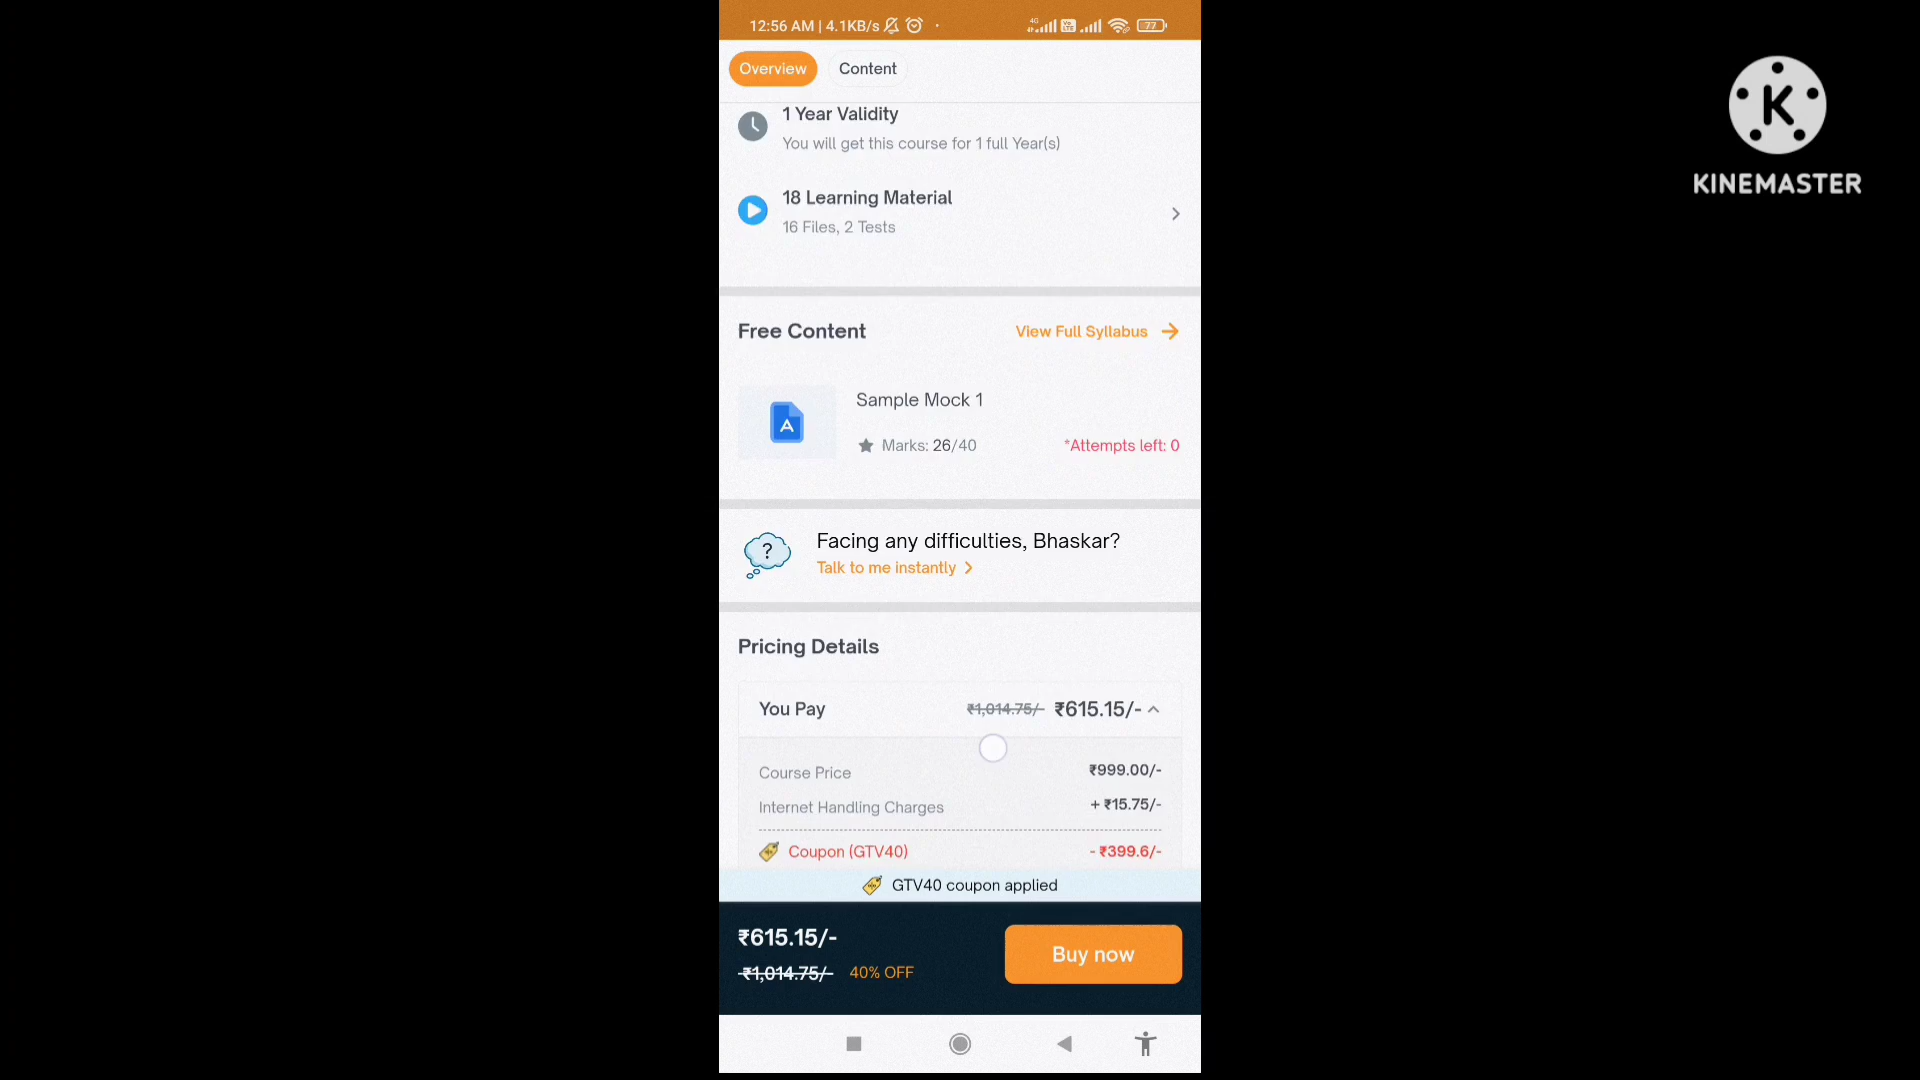 12:56 AM | 4.1KB/s 4G Vo LTE 77
Overview Content
1 Year Validity
You will get this course for 1 full Year(s)
18 Learning Material
16 Files, 2 Tests
Free Content View Full Syllabus
Sample Mock 1
A
Marks: 26/40 *Attempts left: 0
Facing any difficulties, Bhaskar?
?
Talk to me instantly
Pricing Details
You Pay ₹1,014.75/- ₹615.15/-
Course Price ₹999.00/-
Internet Handling Charges + ₹15.75/-
Coupon (GTV40) - ₹399.6/-
GTV40 coupon applied
₹615.15/-
₹1,014.75/- 40% OFF
Buy now
K
KINEMASTER